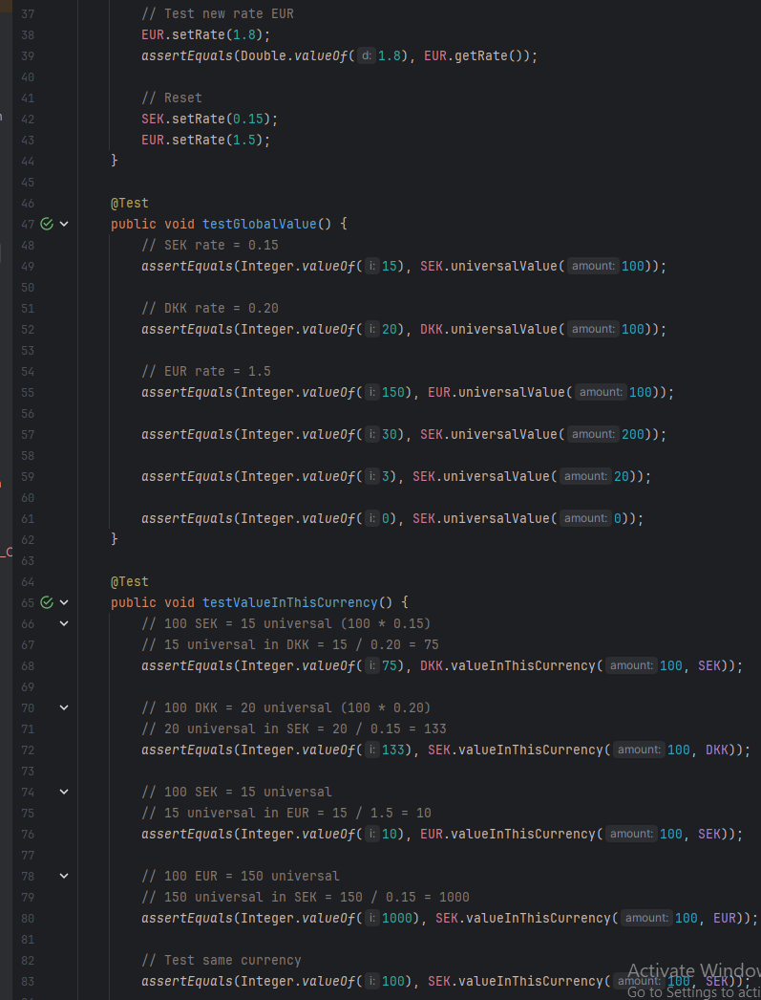 37 // Test new rate EUR
38 EUR.setRate(1.8);
39 assertEquals(Double.valueOf( d: 1.8), EUR.getRate());
40
41 // Reset
42 SEK.setRate(0.15);
43 EUR.setRate(1.5);
44 }
45
46 @Test
47 public void testGlobalValue() {
48 // SEK rate = 0.15
49 assertEquals(Integer.valueOf( i: 15), SEK.universalValue( amount: 100));
50
51 // DKK rate = 0.20
52 assertEquals(Integer.valueOf( i: 20), DKK.universalValue( amount: 100));
53
54 // EUR rate = 1.5
55 assertEquals(Integer.valueOf( i: 150), EUR.universalValue( amount: 100));
56
57 assertEquals(Integer.valueOf( i: 30), SEK.universalValue( amount: 200));
58
59 assertEquals(Integer.valueOf( i: 3), SEK.universalValue( amount: 20));
60
61 assertEquals(Integer.valueOf( i: 0), SEK.universalValue( amount: 0));
62 }
63
64 @Test
65 public void testValueInThisCurrency() {
66 // 100 SEK = 15 universal (100 * 0.15)
67 // 15 universal in DKK = 15 / 0.20 = 75
68 assertEquals(Integer.valueOf( i: 75), DKK.valueInThisCurrency( amount: 100, SEK));
69
70 // 100 DKK = 20 universal (100 * 0.20)
71 // 20 universal in SEK = 20 / 0.15 = 133
72 assertEquals(Integer.valueOf( i: 133), SEK.valueInThisCurrency( amount: 100, DKK));
73
74 // 100 SEK = 15 universal
75 // 15 universal in EUR = 15 / 1.5 = 10
76 assertEquals(Integer.valueOf( i: 10), EUR.valueInThisCurrency( amount: 100, SEK));
77
78 // 100 EUR = 150 universal
79 // 150 universal in SEK = 150 / 0.15 = 1000
80 assertEquals(Integer.valueOf( i: 1000), SEK.valueInThisCurrency( amount: 100, EUR));
81
82 // Test same currency
83 assertEquals(Integer.valueOf( i: 100), SEK.valueInThisCurrency( amount: 100, SEK));
Activate Window
Go to Settings to acti